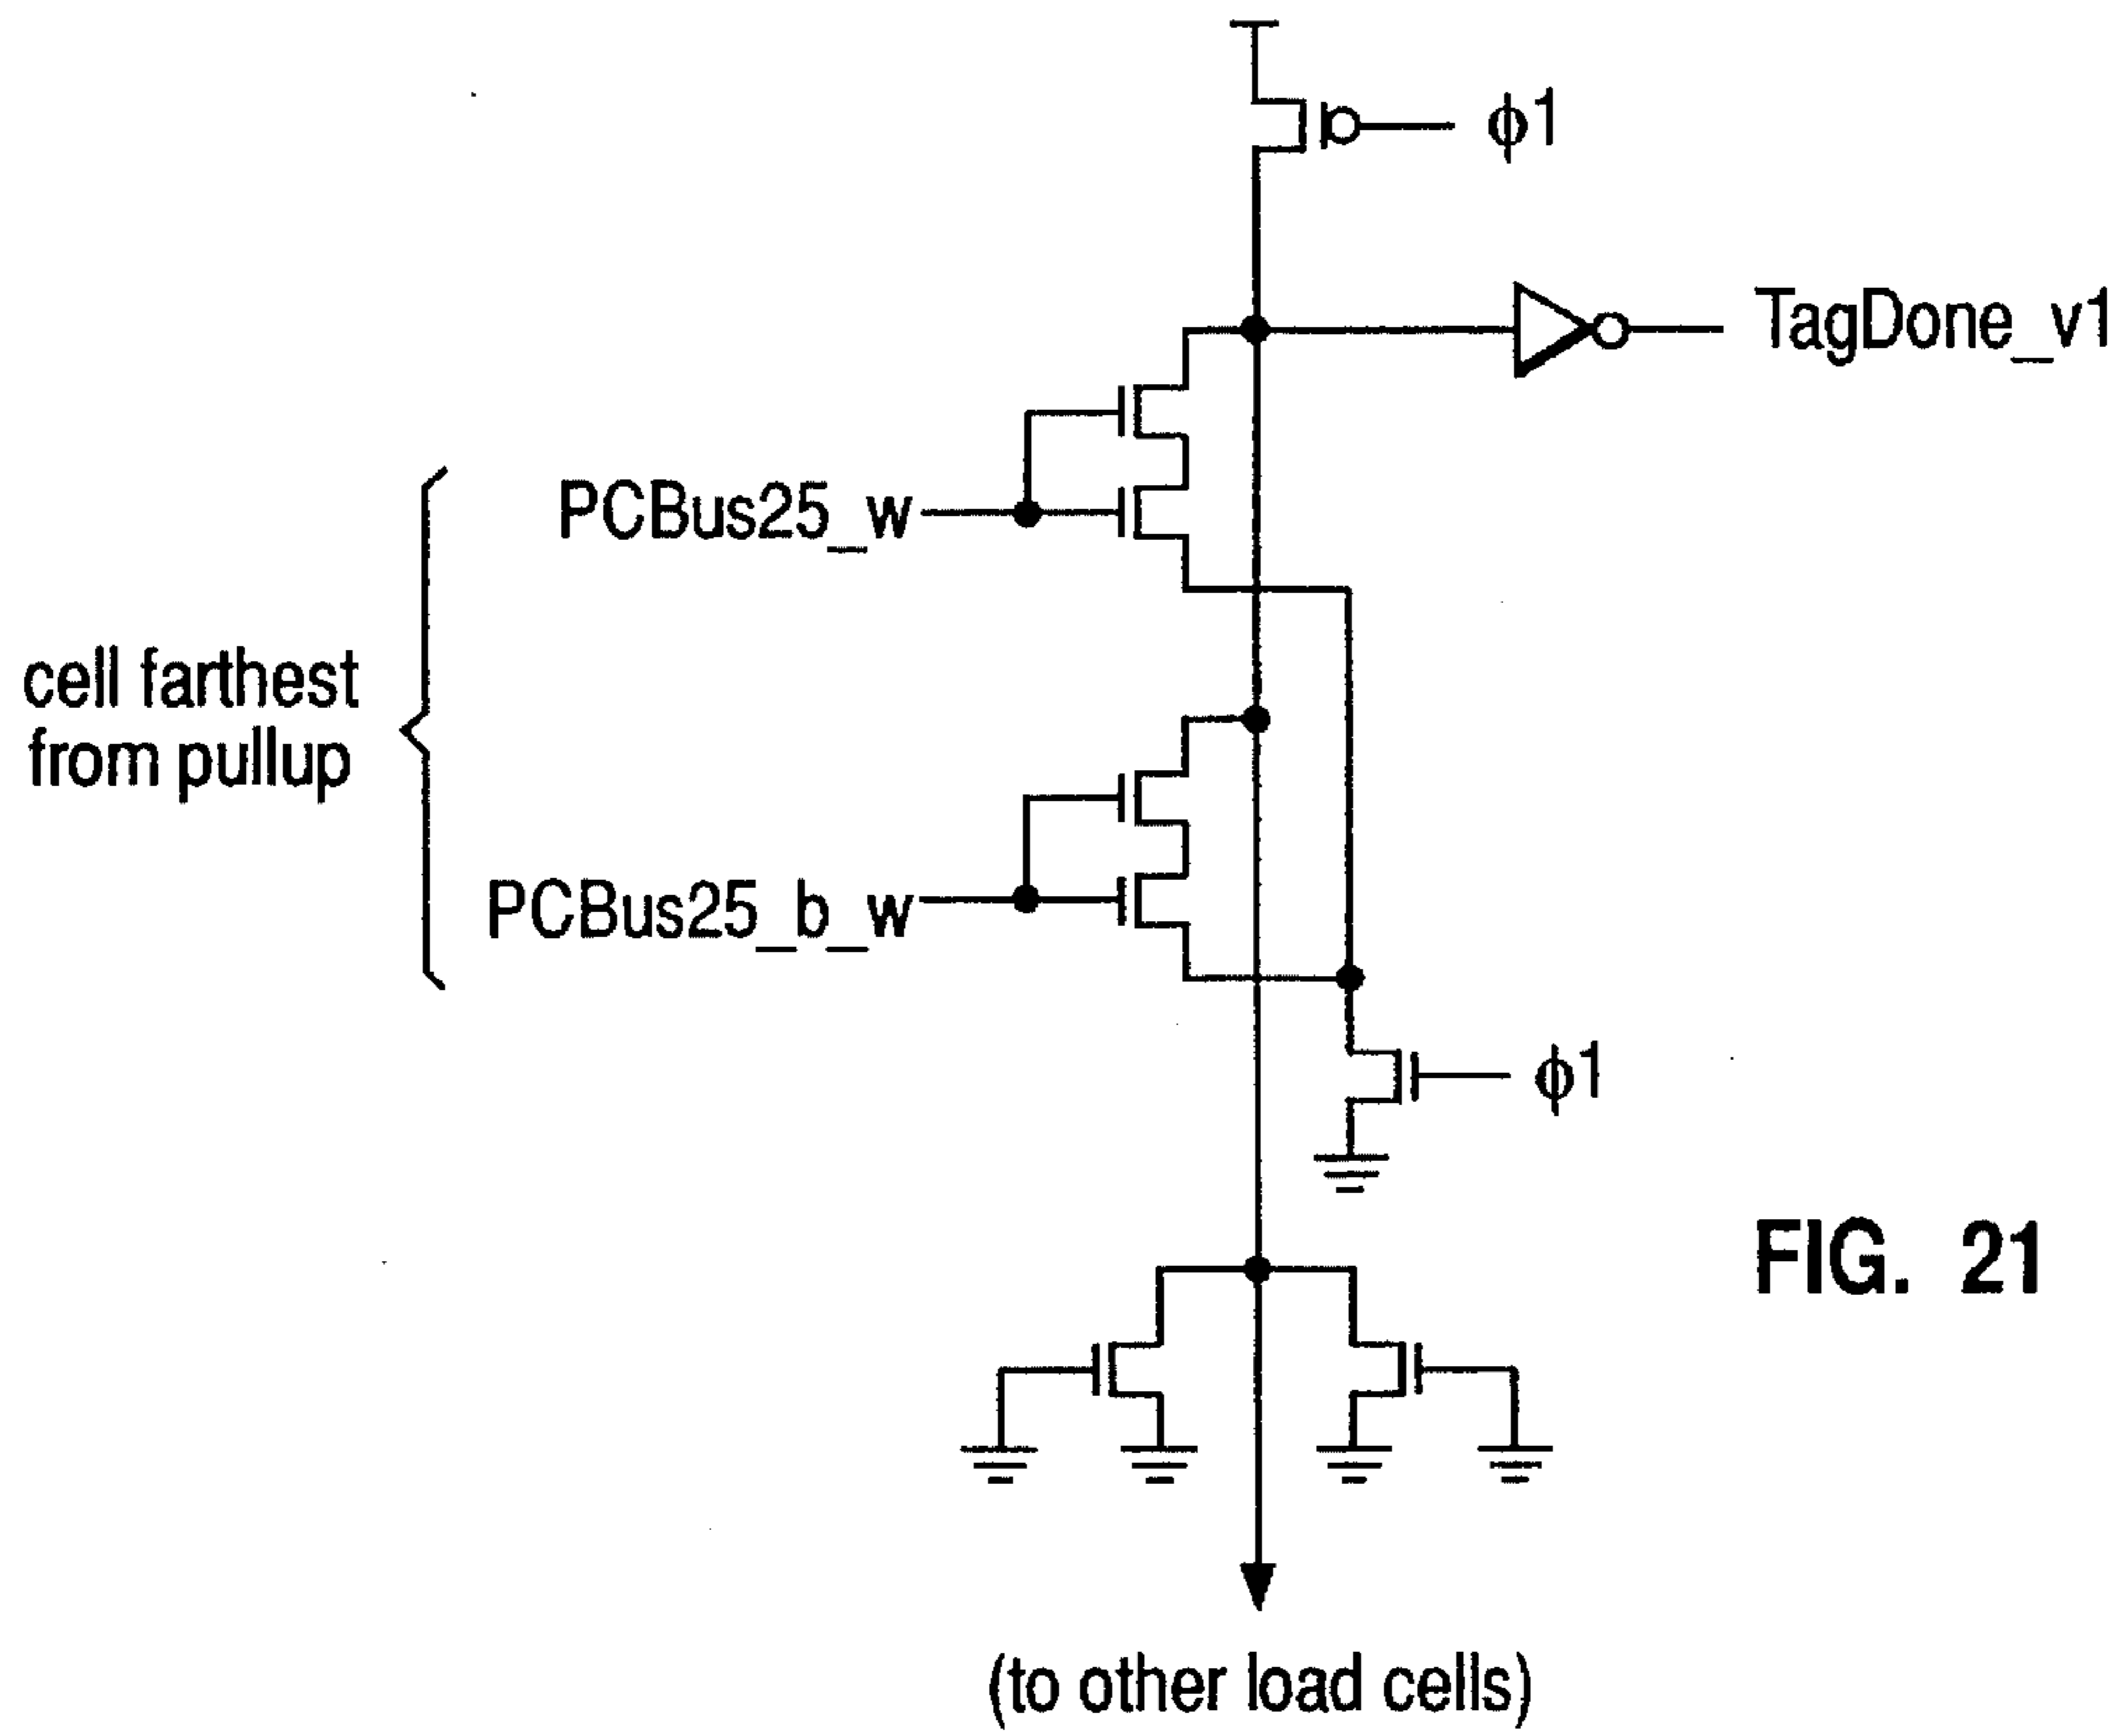 ϕ1
TagDone_v1
PCBus25_w
cell farthest
from pullup
PCBus25_b_w
ϕ1
FIG. 21
(to other load cells)